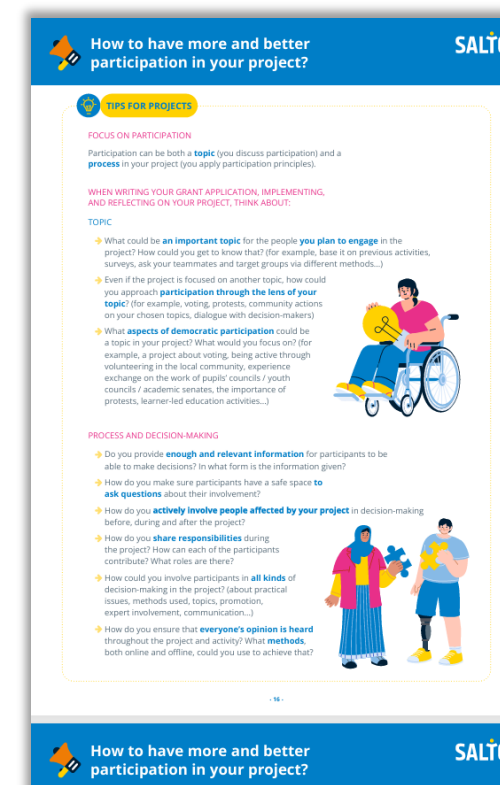 How to have more and better
participation in your project?
TIPS FOR PROJECTS
FOCUS ON PARTICIPATION
Participation can be both a topic (you discuss participation) and a
process in your project (you apply participation principles).
WHEN WRITING YOUR GRANT APPLICATION, IMPLEMENTING,
AND REFLECTING ON YOUR PROJECT, THINK ABOUT:
TOPIC
What could be an important topic for the people you plan to engage in the
project? How could you get to know that? (for example, base it on previous activities,
surveys, ask your teammates and target groups via different methods...)
Even if the project is focused on another topic, how could
you approach participation through the lens of your
topic? (for example, voting, protests, community actions
on your chosen topics, dialogue with decision-makers)
What aspects of democratic participation could be
a topic in your project? What would you focus on? (for
example, a project about voting, being active through
volunteering in the local community, experience
exchange on the work of pupils' councils / youth
councils / academic senates, the importance of
protests, learner-led education activities...)
PROCESS AND DECISION-MAKING
Do you provide enough and relevant information for participants to be
able to make decisions? In what form is the information given?
How do you make sure participants have a safe space to
ask questions about their involvement?
How do you actively involve people affected by your project in decision-making
before, during and after the project?
How do you share responsibilities during
the project? How can each of the participants
contribute? What roles are there?
How could you involve participants in all kinds of
decision-making in the project? (about practical
issues, methods used, topics, promotion,
expert involvement, communication...)
How do you ensure that everyone's opinion is heard
throughout the project and activity? What methods,
both online and offline, could you use to achieve that?
- 16 -
How to have more and better
participation in your project?